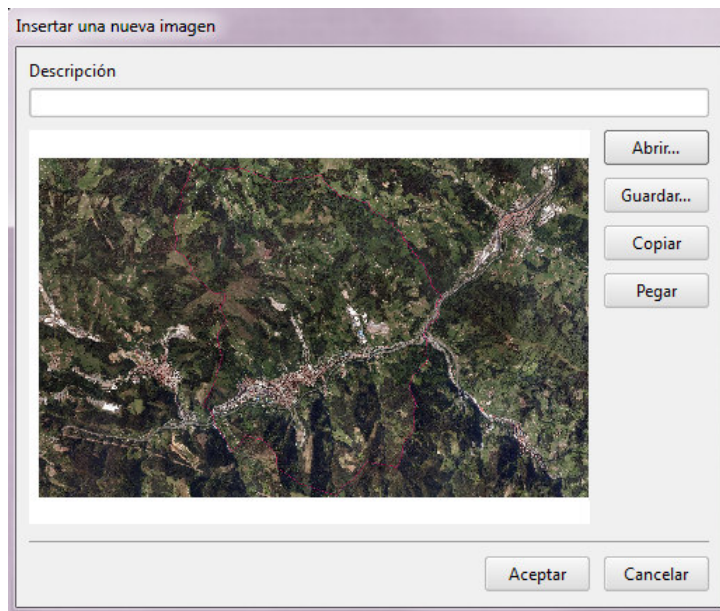 Insertar una nueva imagen
Descripción
Abrir...
Guardar...
Copiar
Pegar
Aceptar
Cancelar